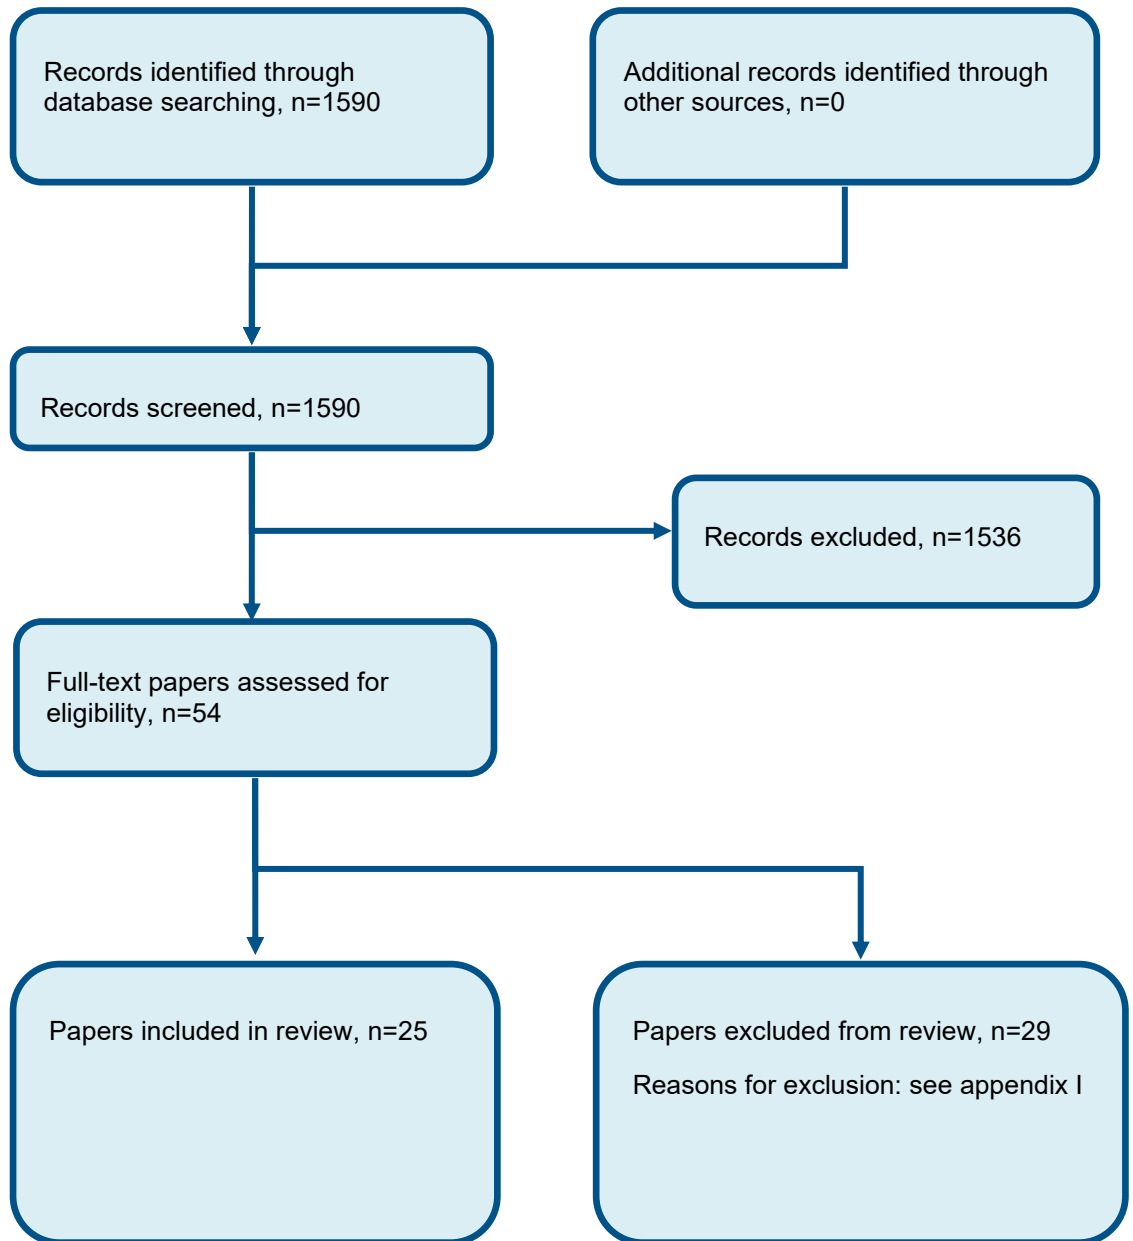 Records identified through
database searching, n=1590
Additional records identified through
other sources, n=0
Records screened, n=1590
Records excluded, n=1536
Full-text papers assessed for
eligibility, n=54
Papers included in review, n=25
Papers excluded from review, n=29
Reasons for exclusion: see appendix I